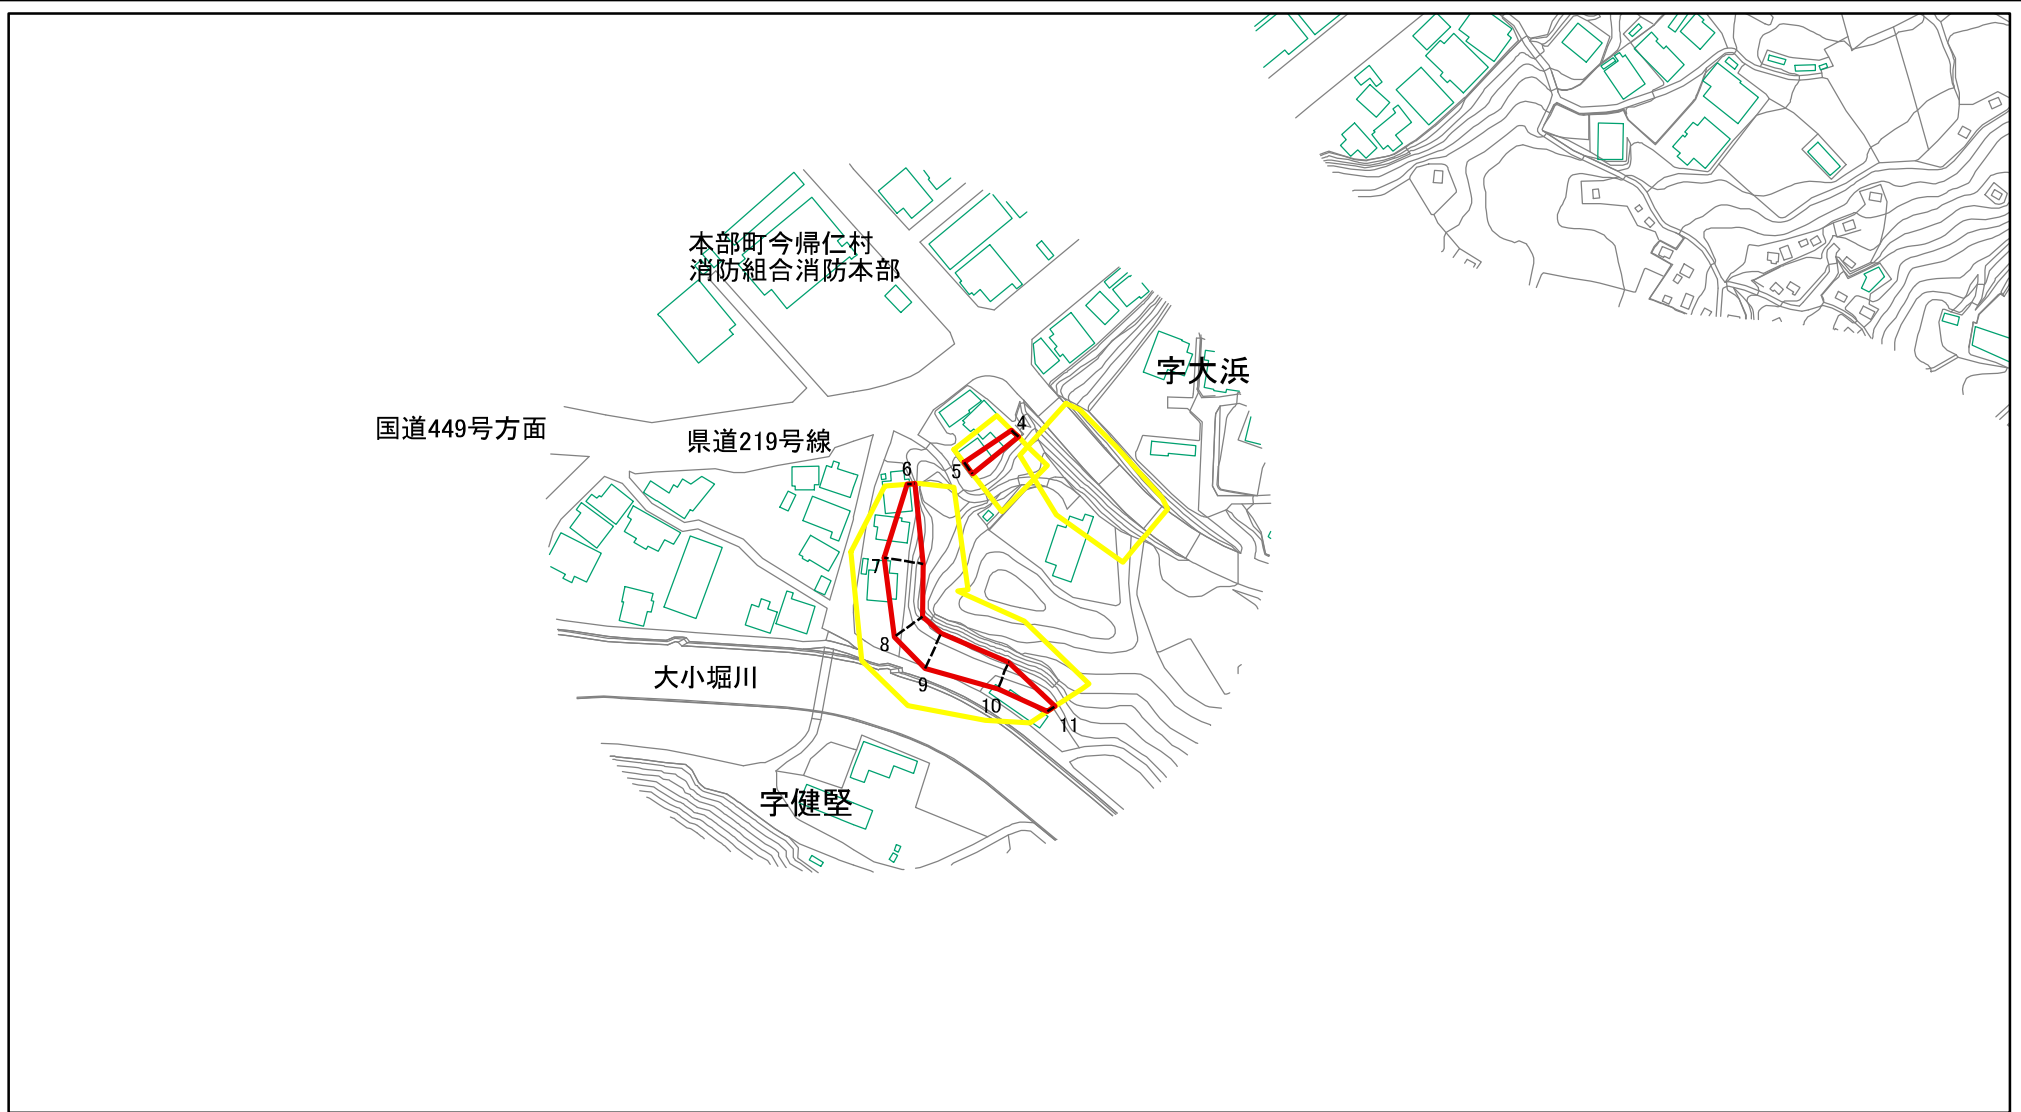 本部町今帰仁村
消防組合消防本部
字大浜
国道449号方面
県道219号線
4
5
6
7
8
9
10
11
大小堀川
字健堅